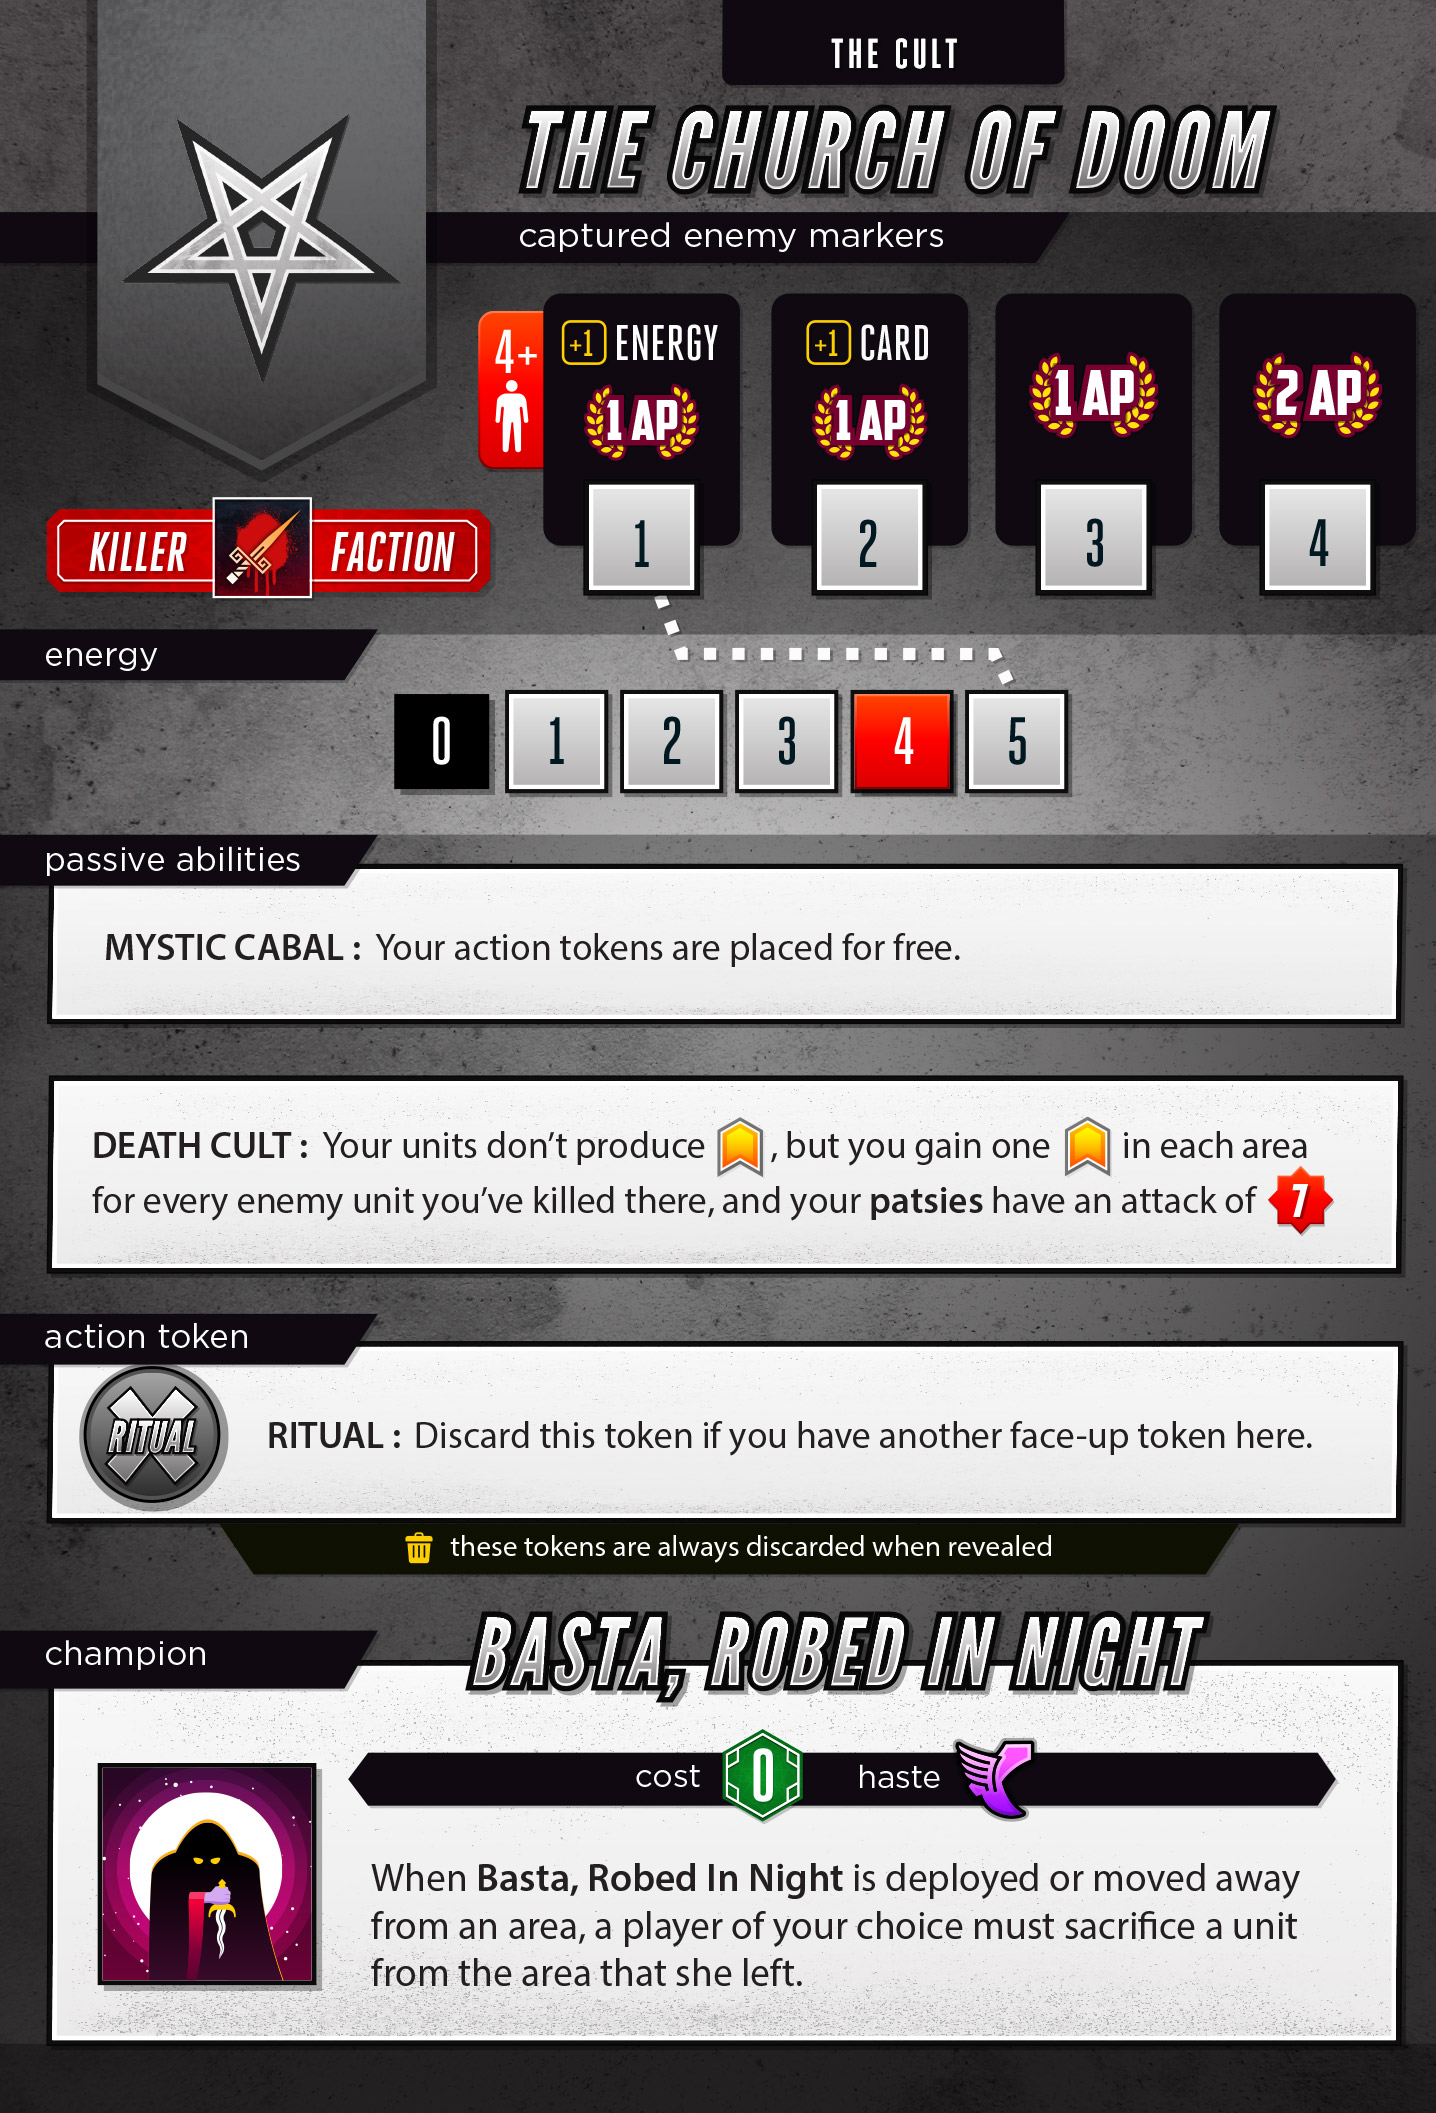 THE CULT
THE CHURCH OF DOOM
captured enemy markers
4+
+1 ENERGY
1 AP
1
+1 CARD
1 AP
2
1 AP
3
2 AP
4
KILLER FACTION
energy
0 1 2 3 4 5
passive abilities
MYSTIC CABAL : Your action tokens are placed for free.
DEATH CULT : Your units don't produce , but you gain one in each area
for every enemy unit you've killed there, and your patsies have an attack of 7
action token
RITUAL
RITUAL : Discard this token if you have another face-up token here.
these tokens are always discarded when revealed
champion
BASTA, ROBED IN NIGHT
cost 0 haste
When Basta, Robed In Night is deployed or moved away
from an area, a player of your choice must sacrifice a unit
from the area that she left.